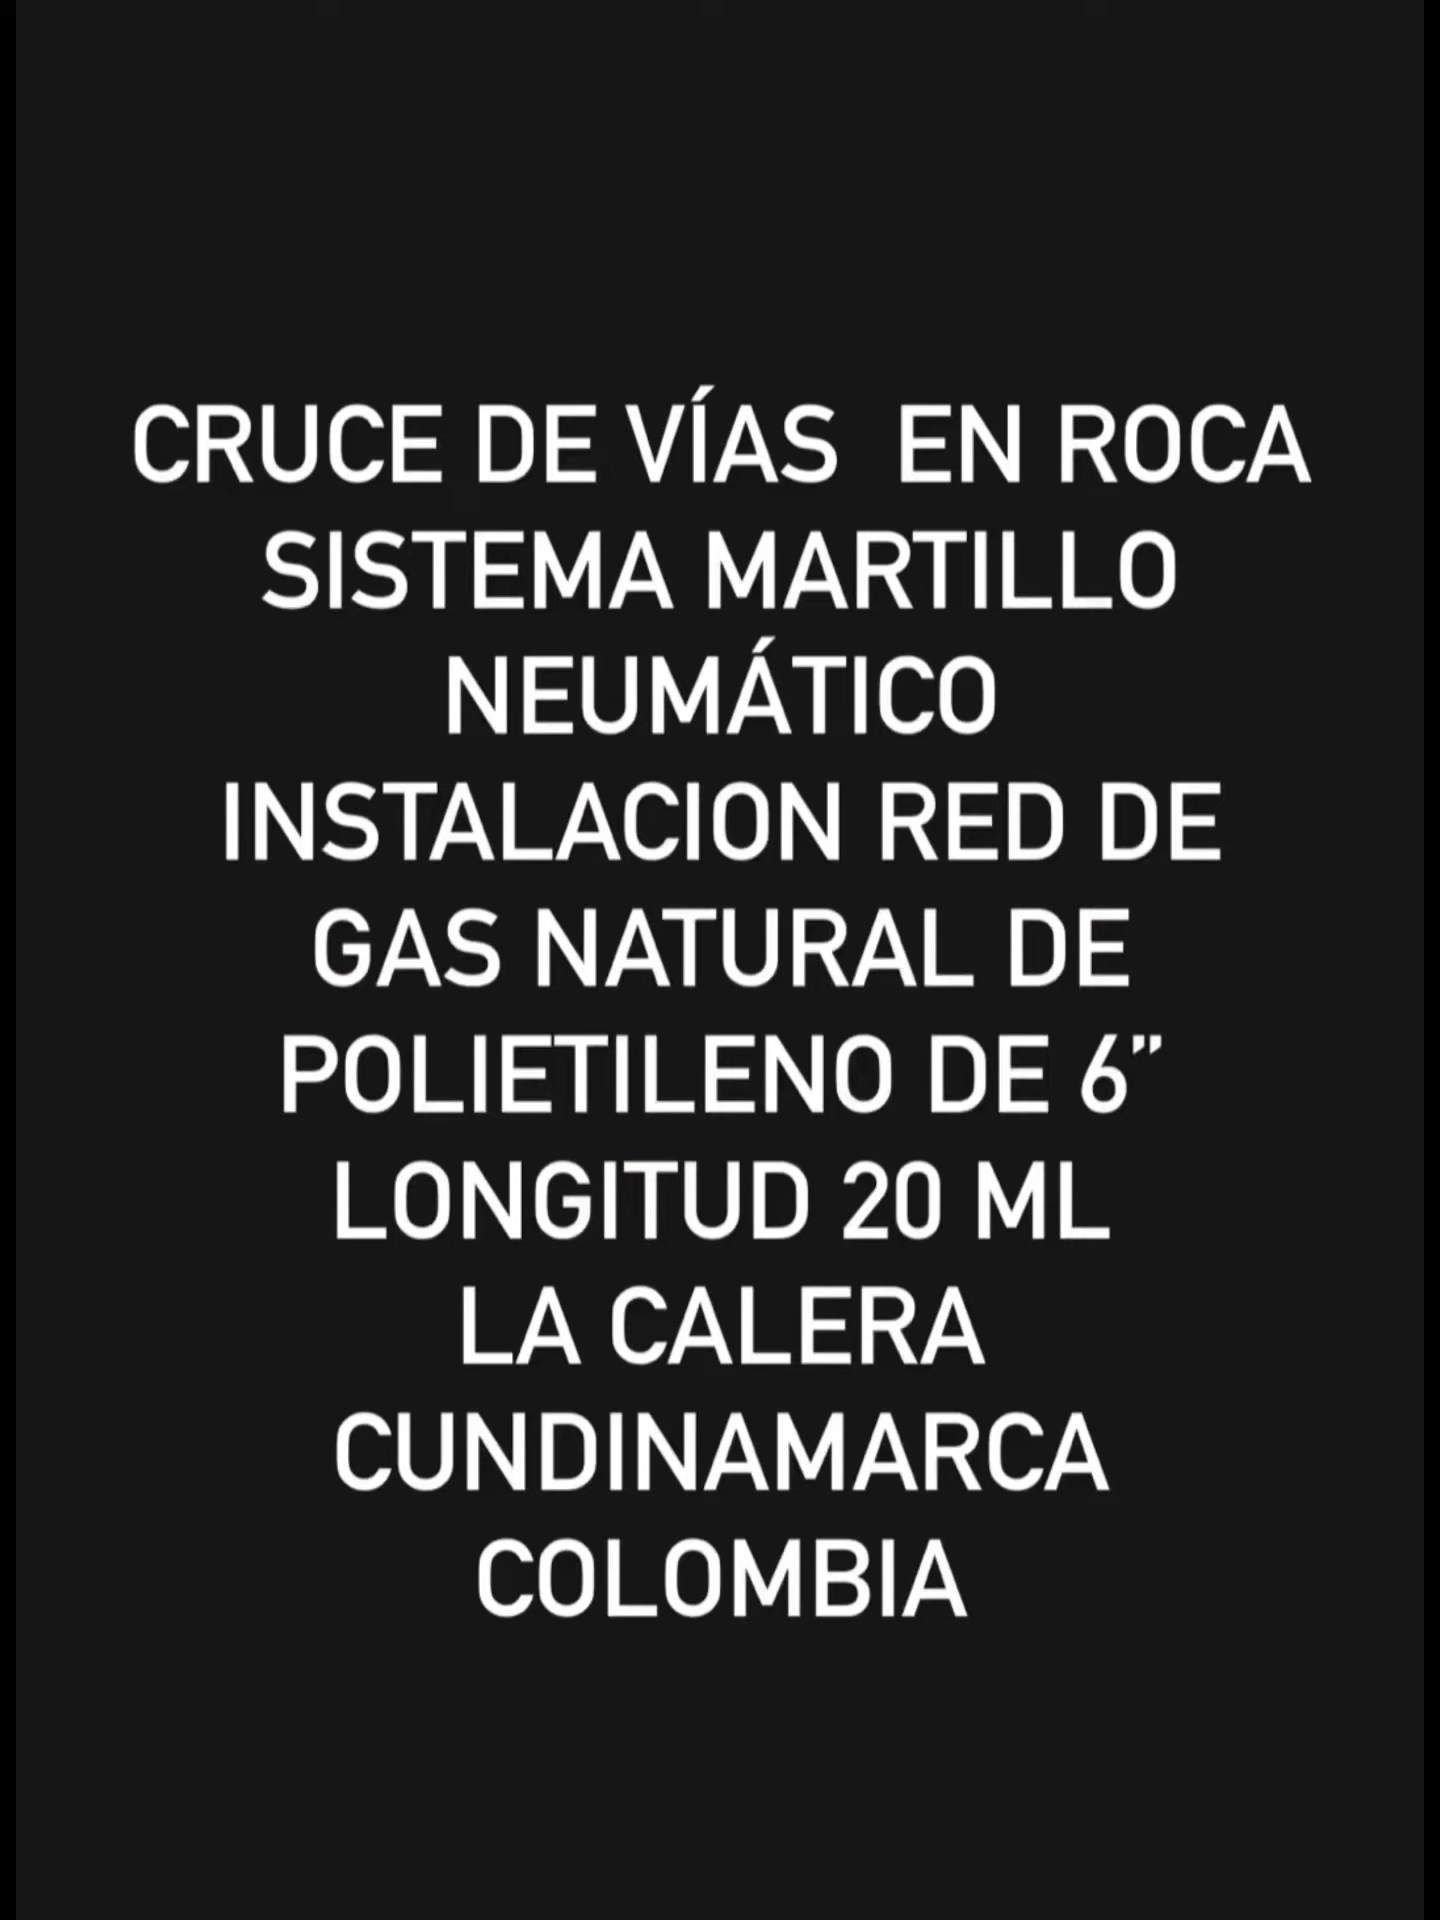 CRUCE DE VÍAS  EN ROCA
SISTEMA MARTILLO
NEUMÁTICO
INSTALACION RED DE
GAS NATURAL DE
POLIETILENO DE 6”
LONGITUD 20 ML
LA CALERA
CUNDINAMARCA
COLOMBIA